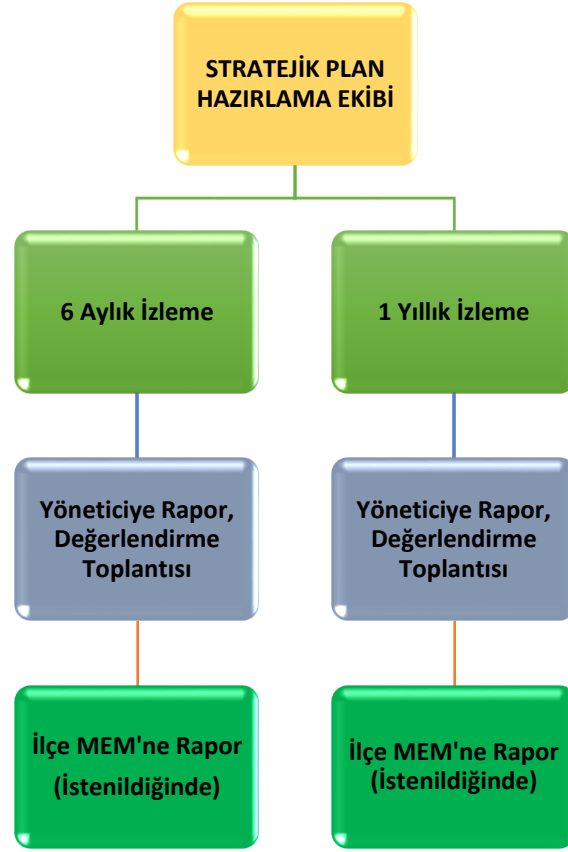 STRATEJİK PLAN
HAZIRLAMA EKİBİ
6 Aylık İzleme
1 Yıllık İzleme
Yöneticiye Rapor,
Değerlendirme
Toplantısı
Yöneticiye Rapor,
Değerlendirme
Toplantısı
İlçe MEM'ne Rapor
(İstenildiğinde)
İlçe MEM'ne Rapor
(İstenildiğinde)